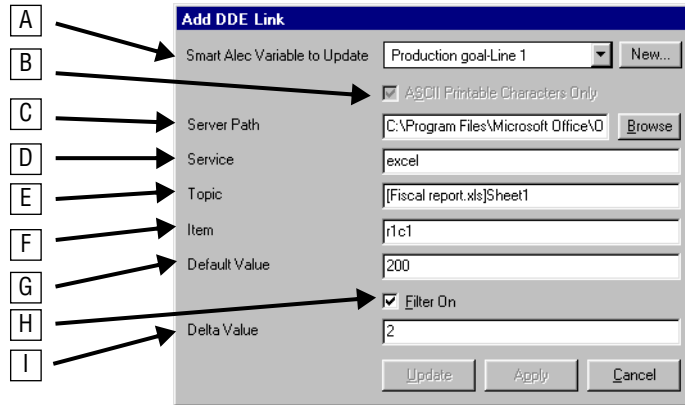 A
Add DDE Link
Smart Alec Variable to Update Production goal-Line 1 New...
B
ASCII Printable Characters Only
C
Server Path C:\Program Files\Microsoft Office\O Browse
D
Service excel
E
Topic [Fiscal report.xls]Sheet1
F
Item r1c1
G
Default Value 200
H
Filter On
I
Delta Value 2
Update Apply Cancel